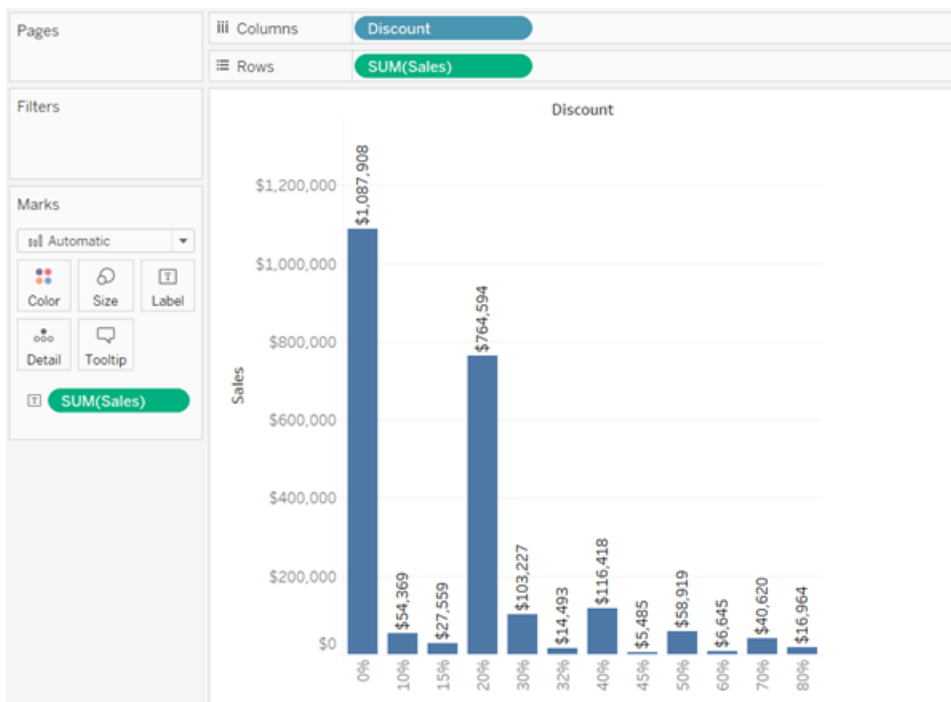 Pages
Columns
Discount
Rows
SUM(Sales)
Filters
Marks
Automatic
Color
Size
Label
Detail
Tooltip
SUM(Sales)
Discount
Sales
$1,200,000
$1,000,000
$800,000
$600,000
$400,000
$200,000
$0
$1,087,908
$54,369
$27,559
$764,594
$103,227
$14,493
$116,418
$5,485
$58,919
$6,645
$40,620
$16,964
0%
10%
15%
20%
30%
32%
40%
45%
50%
60%
70%
80%